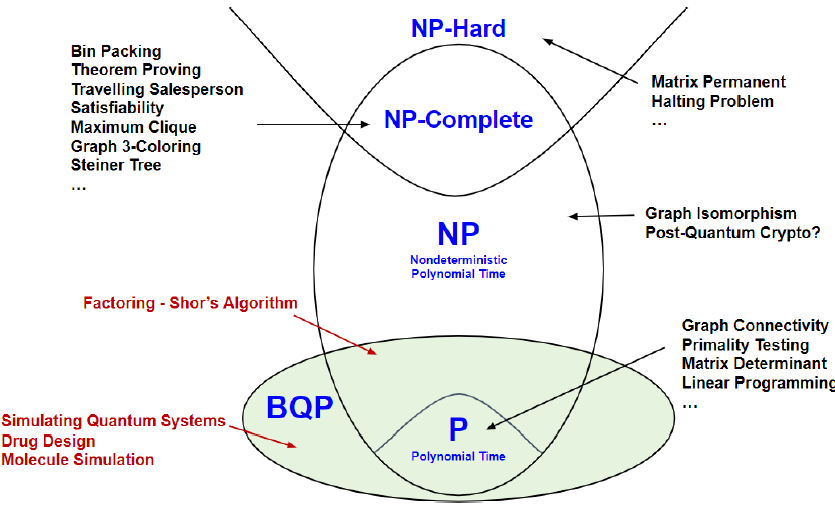 NP-Hard
Bin Packing
Theorem Proving
Travelling Salesperson
Satisfiability
Maximum Clique
Graph 3-Coloring
Steiner Tree
...
Matrix Permanent
Halting Problem
...
NP-Complete
NP
Nondeterministic
Polynomial Time
Graph Isomorphism
Post-Quantum Crypto?
Factoring - Shor's Algorithm
Graph Connectivity
Primality Testing
Matrix Determinant
Linear Programming
...
BQP
Simulating Quantum Systems
Drug Design
Molecule Simulation
P
Polynomial Time